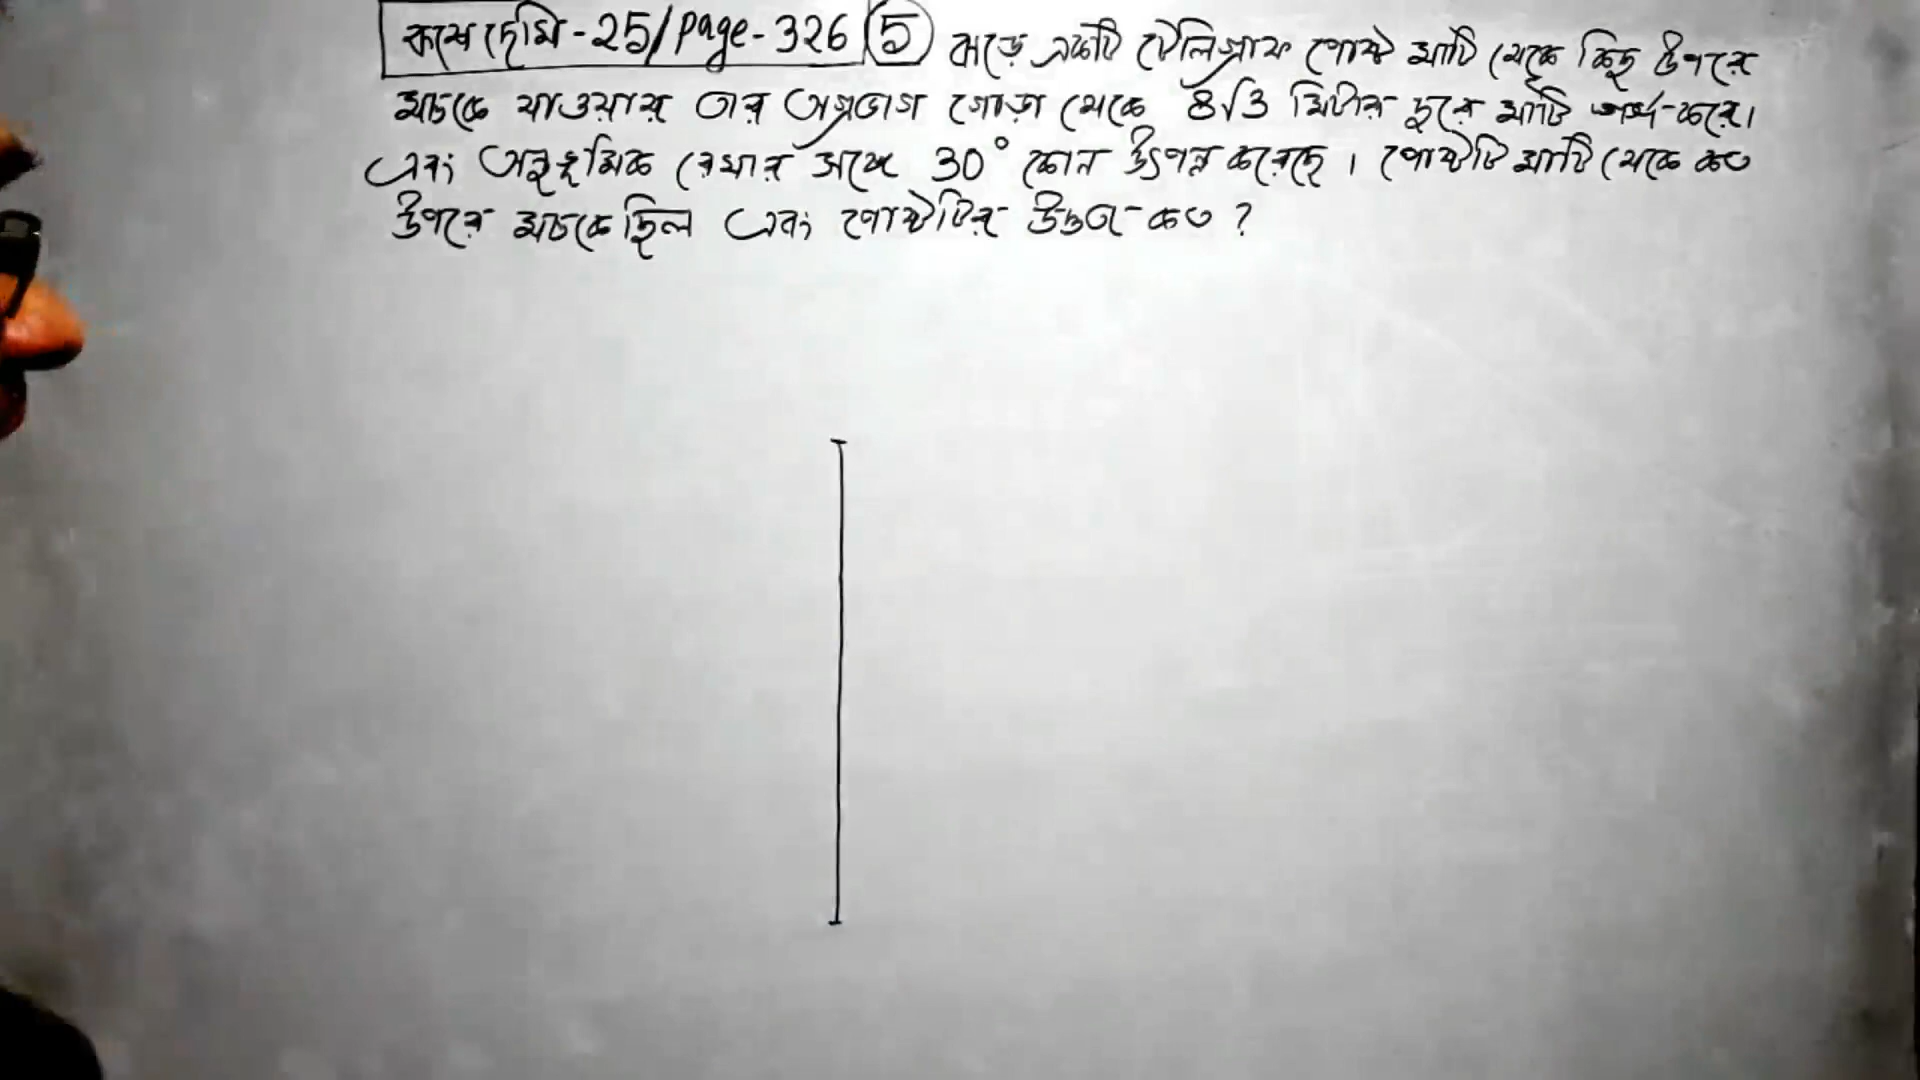 কষে দেখি-25/Page-326 ⑤ ঝড়ে একটি টেলিগ্রাফ পোষ্ট মাটি থেকে কিছু উপরে
মচকে যাওয়ায় তার অগ্রভাগ গোড়া থেকে 8√3 মিটার দূরে মাটি স্পর্শ করে।
এবং অনুভূমিক রেখার সঙ্গে 30° কোন উৎপন্ন করেছে। পোষ্টটি মাটি থেকে কত
উপরে মচকেছিল এবং পোষ্টটির উচ্চতা কত?